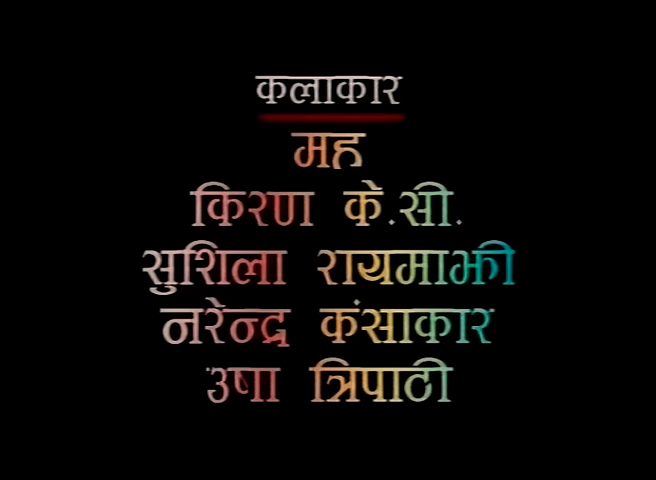 कलाकार
मह
किरण के.सी.
सुशिला रायमाझी
नरेन्द्र कंसाकार
उषा त्रिपाठी